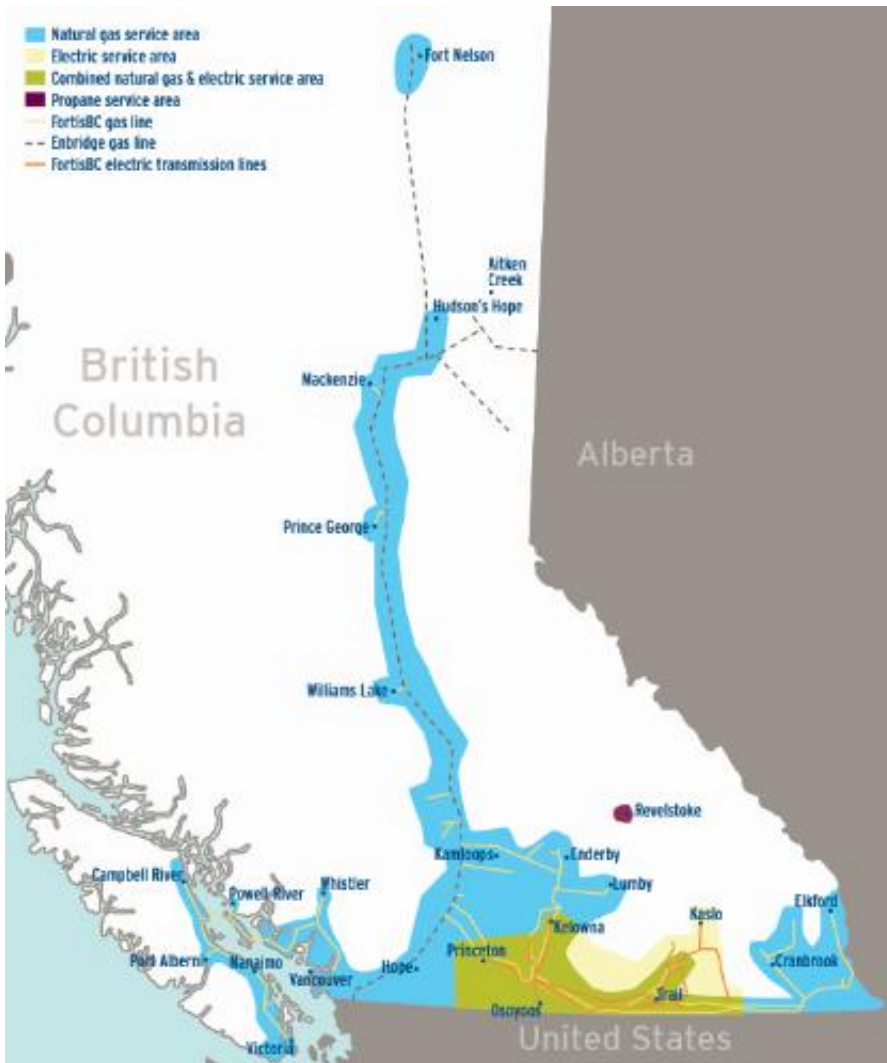 Natural gas service area
Electric service area
Combined natural gas & electric service area
Propane service area
FortisBC gas line
Enbridge gas line
FortisBC electric transmission lines
Fort Nelson
Aitken
Creek
Hudson's Hope
British
Columbia
Mackenzie
Alberta
Prince George
Williams Lake
Revelstoke
Kamloops
Enderby
Campbell River
Whistler
Lumby
Powell River
Elkford
Kaslo
Kelowna
Princeton
Port Alberni
Nanaimo
Vancouver
Hope
Cranbrook
Trail
Osoyoos
United States
Victoria